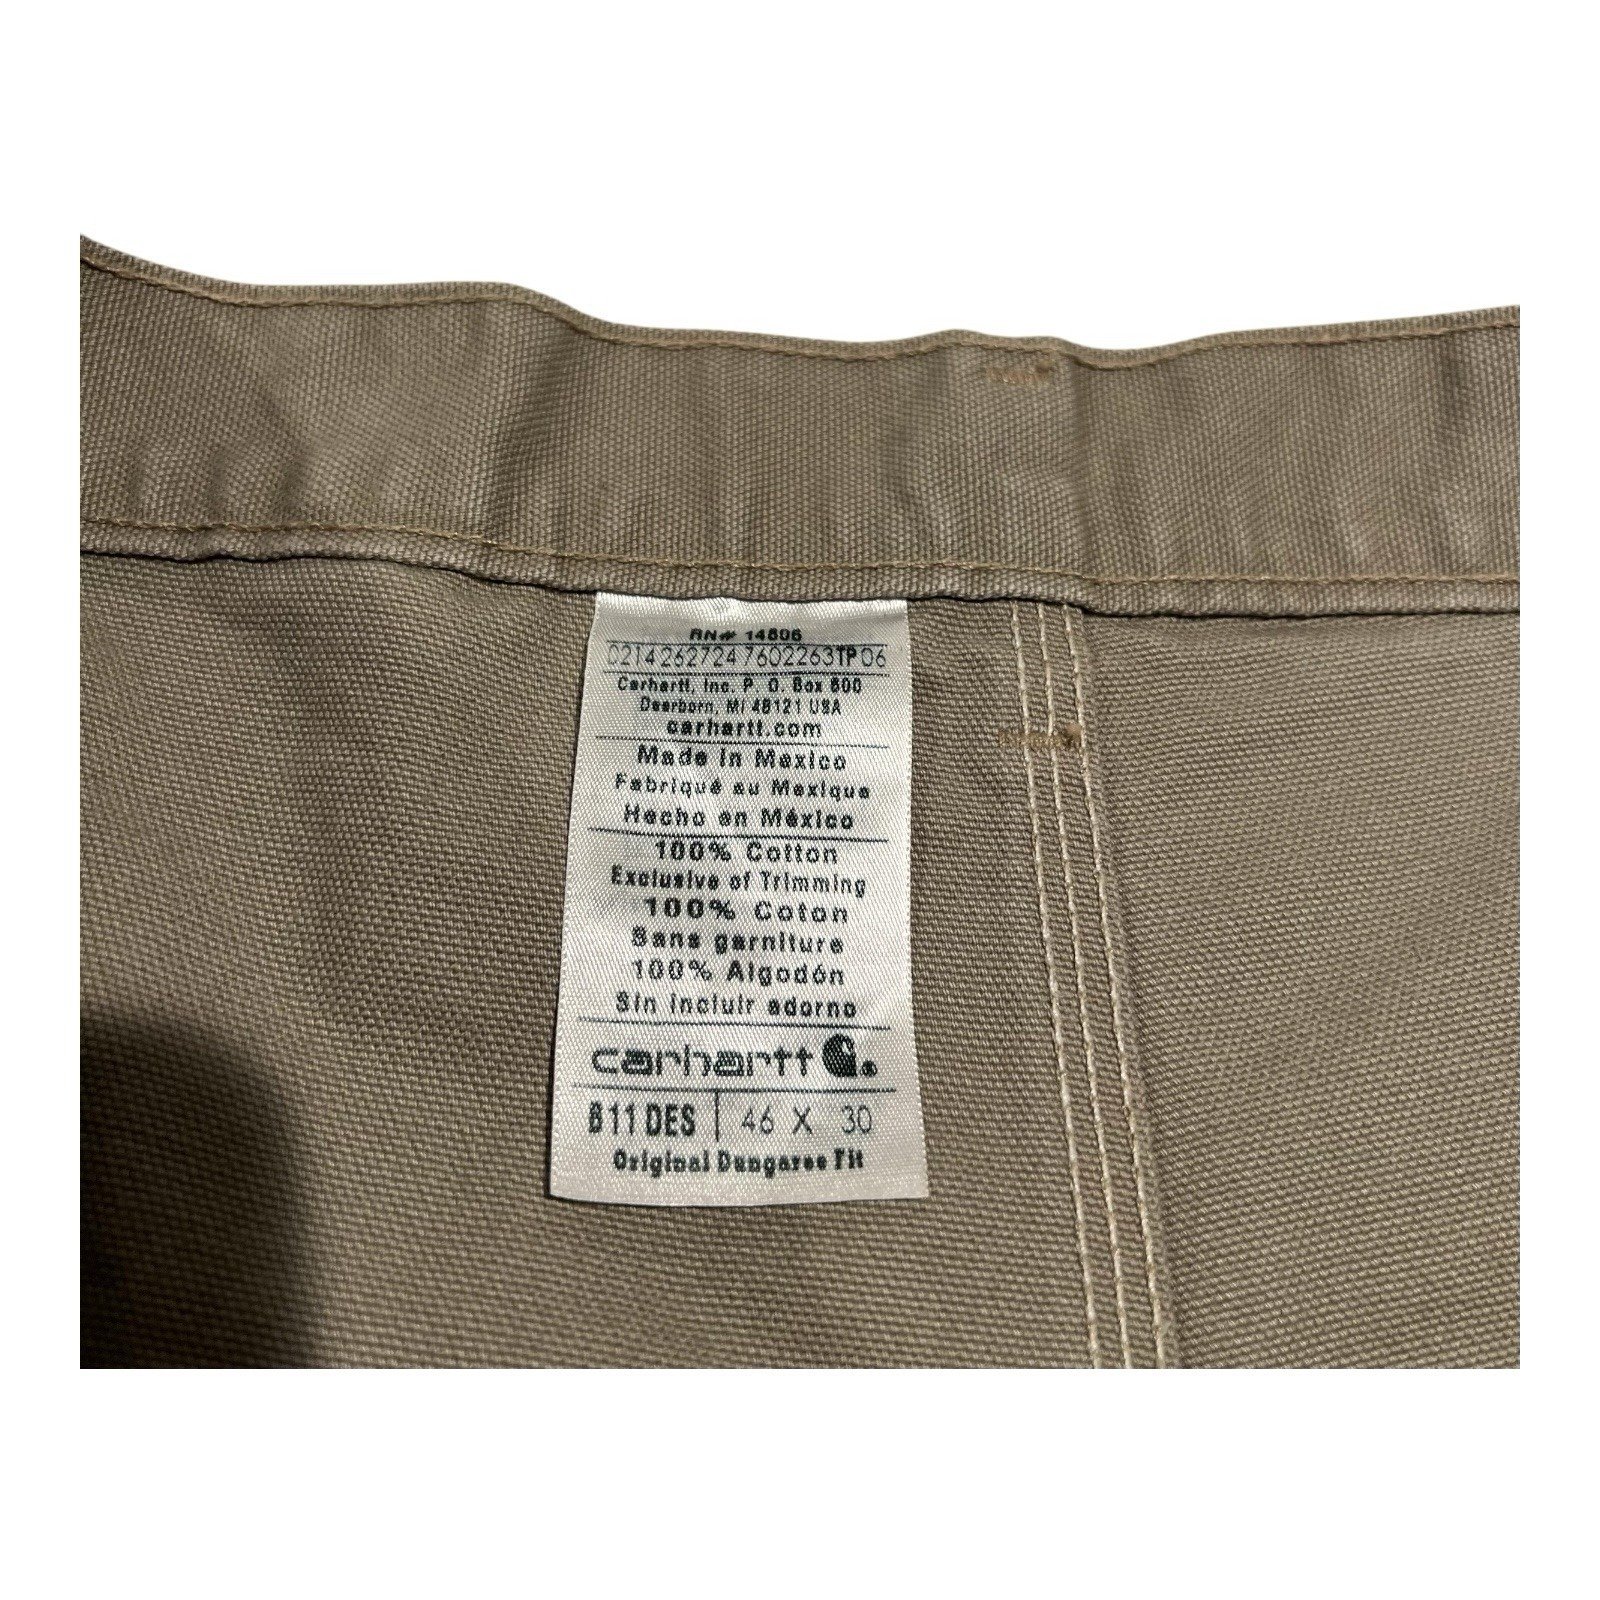 RN# 14806
0214262724 7602263TP 06
Carhartt, Inc. P. O. Box 600
Dearborn, MI 48121 USA
carhartt.com
Made in Mexico
Fabriqué au Mexique
Hecho en México
100% Cotton
Exclusive of Trimming
100% Coton
Sans garniture
100% Algodón
Sin incluir adorno
carhartt
B11 DES | 46 X 30
Original Dungaree Fit